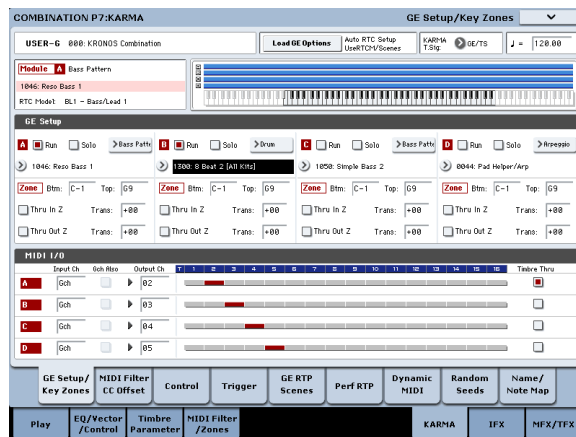 COMBINATION P7:KARMA GE Setup/Key Zones
USER-G 000: KRONOS Combination Load GE Options Auto RTC Setup UseRTCM/Scenes KARMA T.Sig: GE/TS ♩ = 120.00
Module A Bass Pattern
1046: Reso Bass 1
RTC Model: BL1 - Bass/Lead 1
A
B
C
D
GE Setup
A Run Solo >Bass Patte B Run Solo >Drum C Run Solo >Bass Patte D Run Solo >Arpeggio
1046: Reso Bass 1 1300: 8 Beat 2 [All Kits] 1050: Simple Bass 2 0044: Pad Helper/Arp
Zone Btm: C-1 Top: G9 Zone Btm: C-1 Top: G9 Zone Btm: C-1 Top: G9 Zone Btm: C-1 Top: G9
Thru In Z Trans: +00 Thru In Z Trans: +00 Thru In Z Trans: +00 Thru In Z Trans: +00
Thru Out Z Trans: +00 Thru Out Z Trans: +00 Thru Out Z Trans: +00 Thru Out Z Trans: +00
MIDI I/O
Input Ch Gch Also Output Ch T 1 2 3 4 5 6 7 8 9 10 11 12 13 14 15 16 Timbre Thru
A Gch 02
B Gch 03
C Gch 04
D Gch 05
GE Setup/ Key Zones MIDI Filter CC Offset Control Trigger GE RTP Scenes Perf RTP Dynamic MIDI Random Seeds Name/ Note Map
Play EQ/Vector /Control Timbre Parameter MIDI Filter /Zones KARMA IFX MFX/TFX